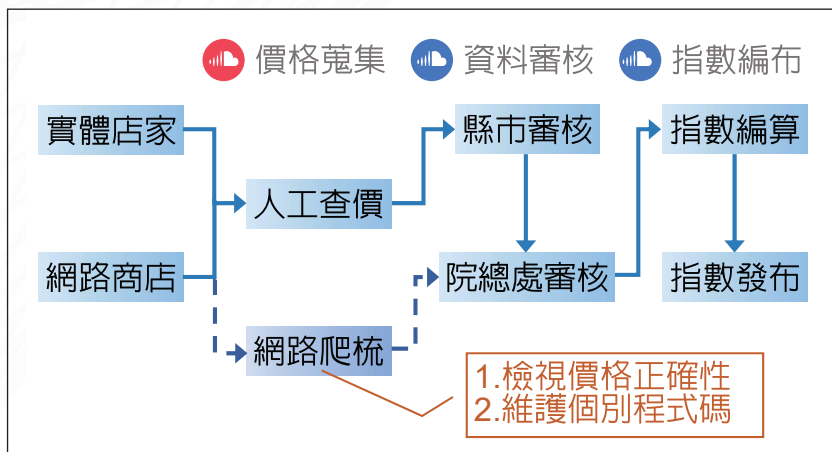 價格蒐集
資料審核
指數編布
實體店家
縣市審核
指數編算
人工查價
網路商店
院總處審核
指數發布
網路爬梳
1.檢視價格正確性
2.維護個別程式碼